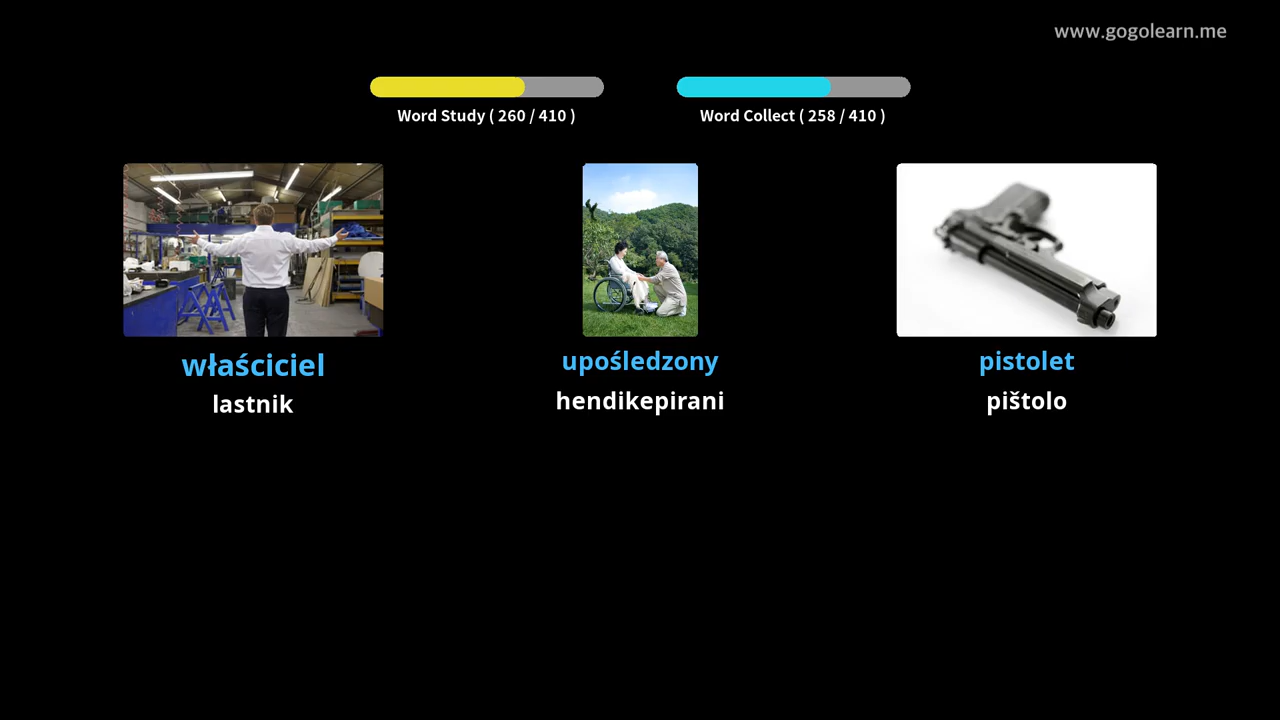 www.gogolearn.me
Word Study ( 260 / 410 )
Word Collect ( 258 / 410 )
właściciel
lastnik
upośledzony
hendikepirani
pistolet
pištolo